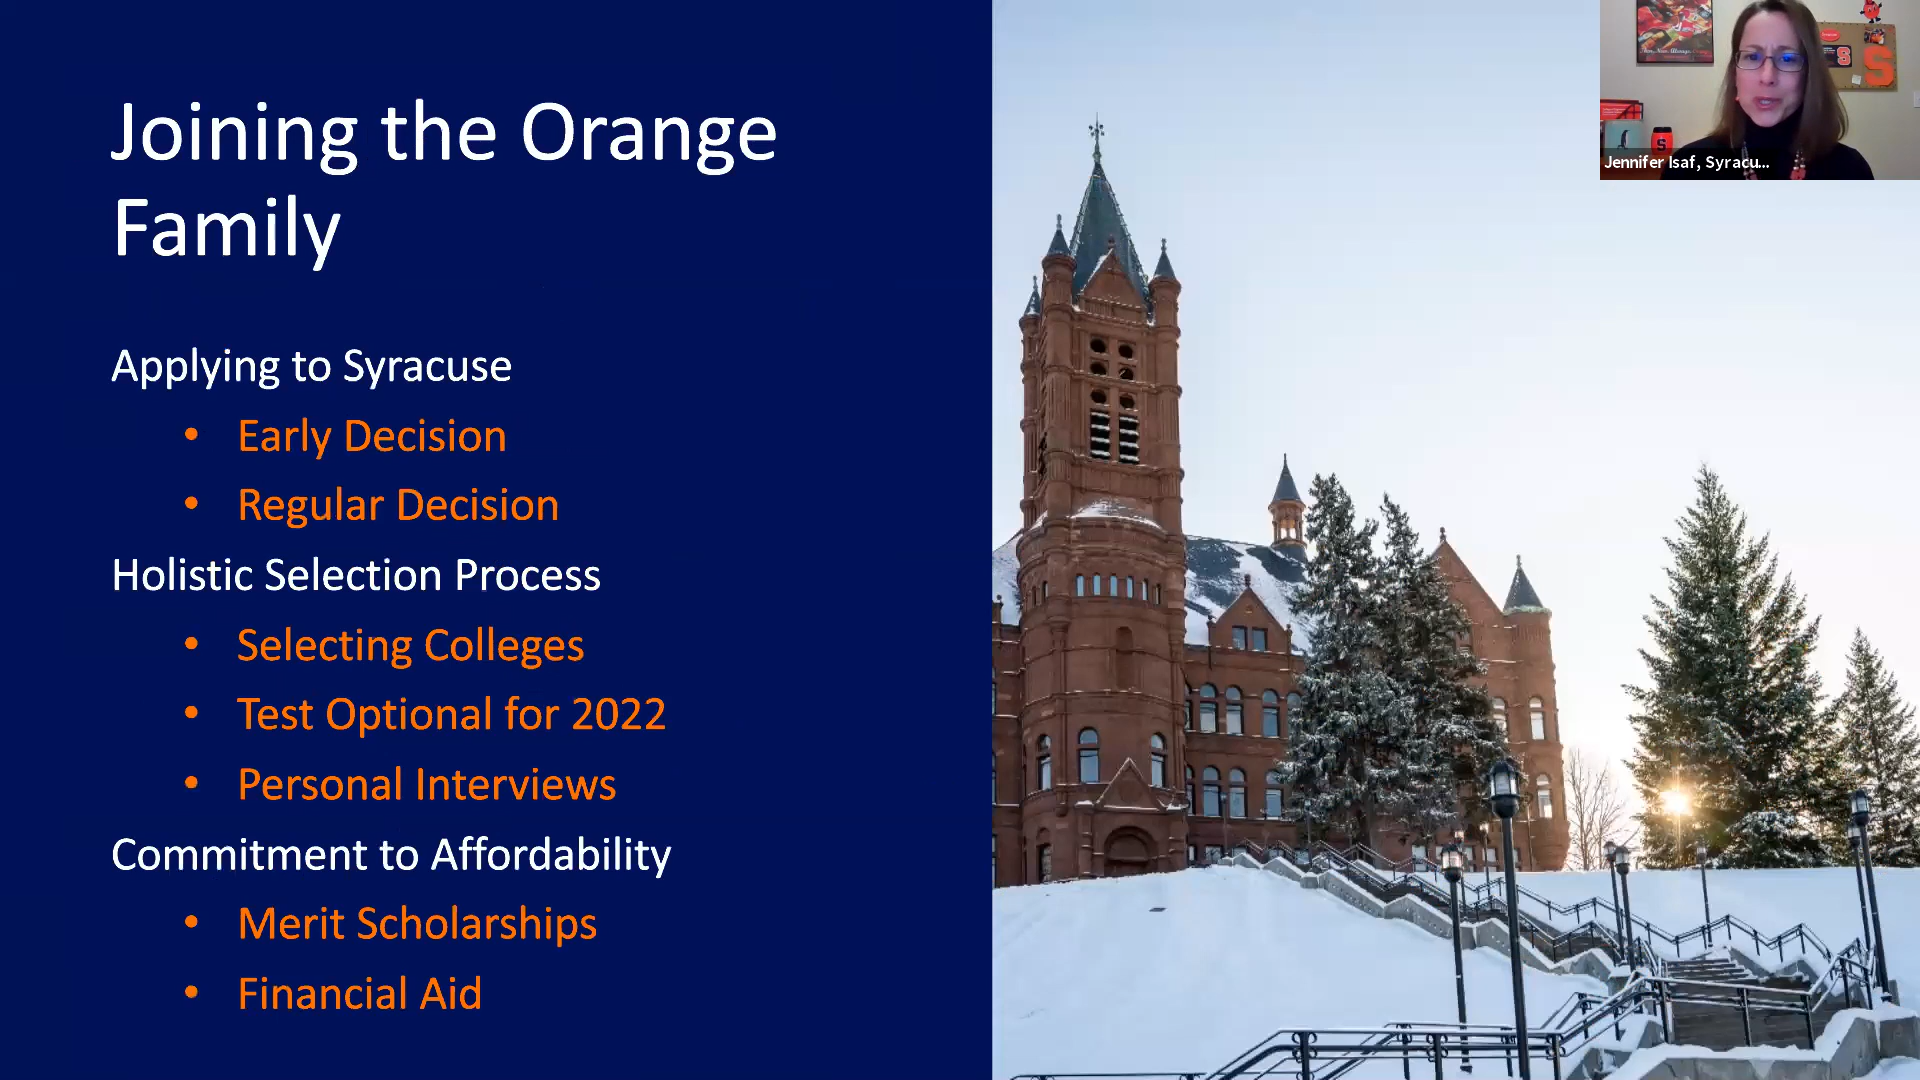 Joining the Orange
Family
Applying to Syracuse
• Early Decision
• Regular Decision
Holistic Selection Process
• Selecting Colleges
• Test Optional for 2022
• Personal Interviews
Commitment to Affordability
• Merit Scholarships
• Financial Aid
Jennifer Isaf, Syracu...
S
S
S